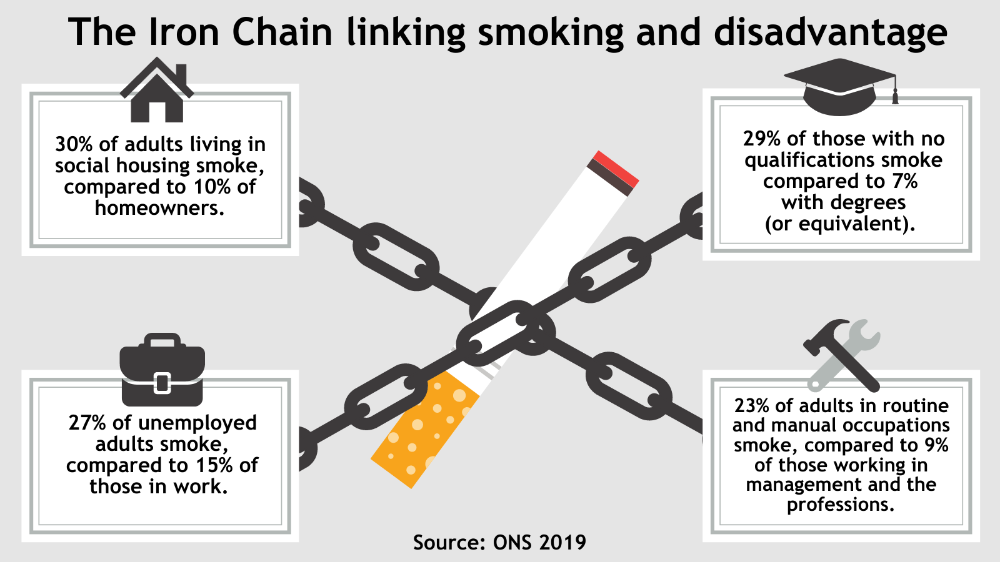 The Iron Chain linking smoking and disadvantage
30% of adults living in
social housing smoke,
compared to 10% of
homeowners.
29% of those with no
qualifications smoke
compared to 7%
with degrees
(or equivalent).
27% of unemployed
adults smoke,
compared to 15% of
those in work.
23% of adults in routine
and manual occupations
smoke, compared to 9%
of those working in
management and the
professions.
Source: ONS 2019